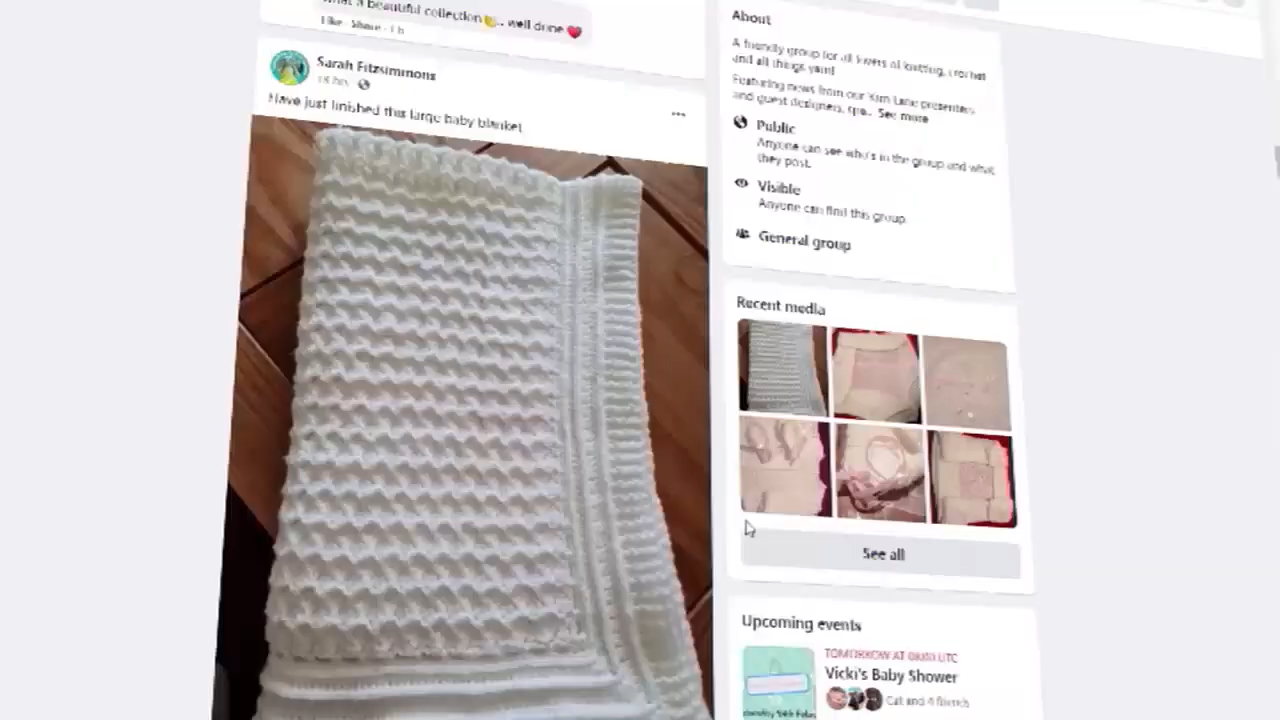 what a beautiful collection👏... well done❤️
Like · Share · 1 h
Sarah Fitzsimmons
18 hrs ·
Have just finished this large baby blanket
About
A friendly group for all lovers of knitting, crochet
and all things yarn!
Featuring news from our Yarn Lane presenters
and guest designers, spe... See more
Public
Anyone can see who's in the group and what
they post.
Visible
Anyone can find this group.
General group
Recent media
See all
Upcoming events
TOMORROW AT UTC
Vicki's Baby Shower
Cat and 4 friends